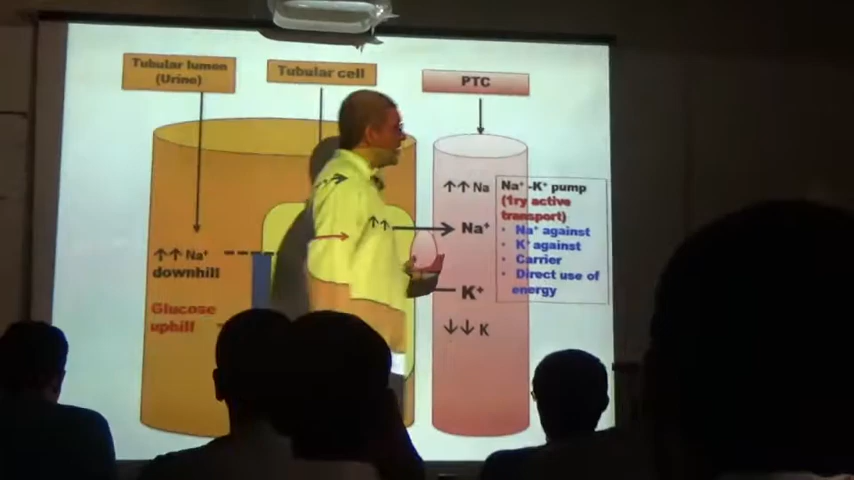 Tubular lumen
(Urine)
Tubular cell
PTC
↑↑ Na
Na⁺ -K⁺ pump
(1ry active
transport)
• Na⁺ against
• K⁺ against
• Carrier
• Direct use of
energy
↑↑
Na⁺
↑↑ Na⁺
downhill
K⁺
Glucose
uphill
↓↓ K